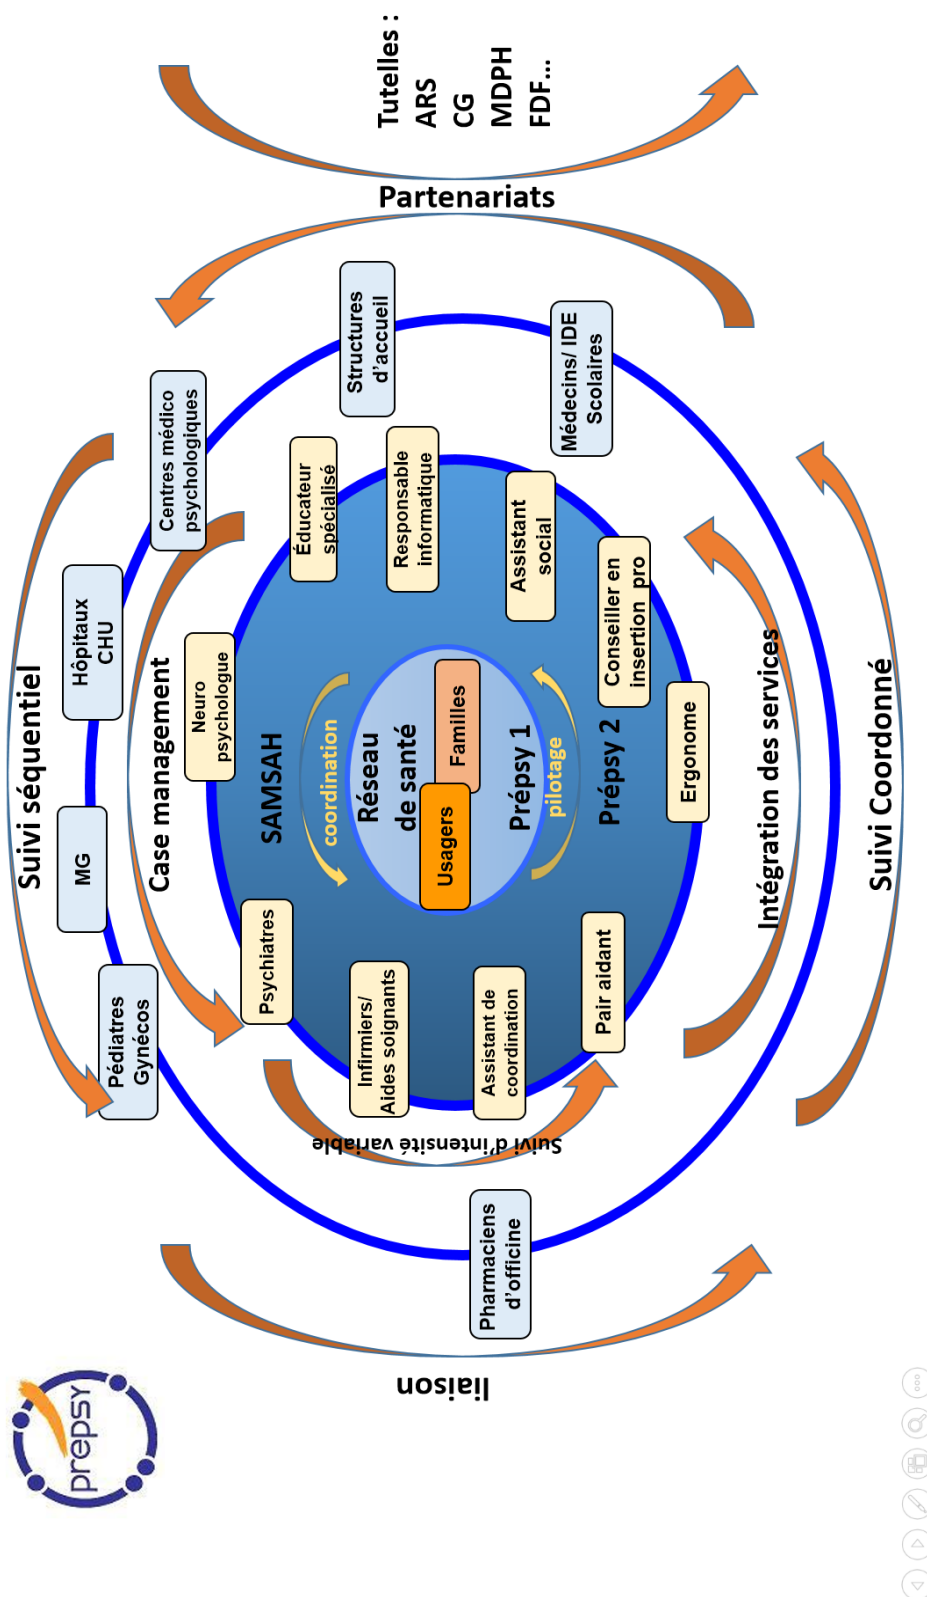 prepsy
Suivi séquentiel
Pédiatres
Gynécos
MG
Hôpitaux
CHU
Centres médico
psychologiques
Case management
Neuro
psychologue
Psychiatres
SAMSAH
coordination
Éducateur
spécialisé
Structures
d'accueil
Tutelles :
ARS
CG
MDPH
FDF...
Partenariats
liaison
Suivi d'intensité variable
Infirmiers/
Aides soignants
Réseau
de santé
Usagers
Familles
Responsable
informatique
Pharmaciens
d'officine
Assistant de
coordination
Prépsy 1
pilotage
Assistant
social
Médecins/ IDE
Scolaires
Pair aidant
Prépsy 2
Conseiller en
insertion pro
Ergonome
Intégration des services
Suivi Coordonné